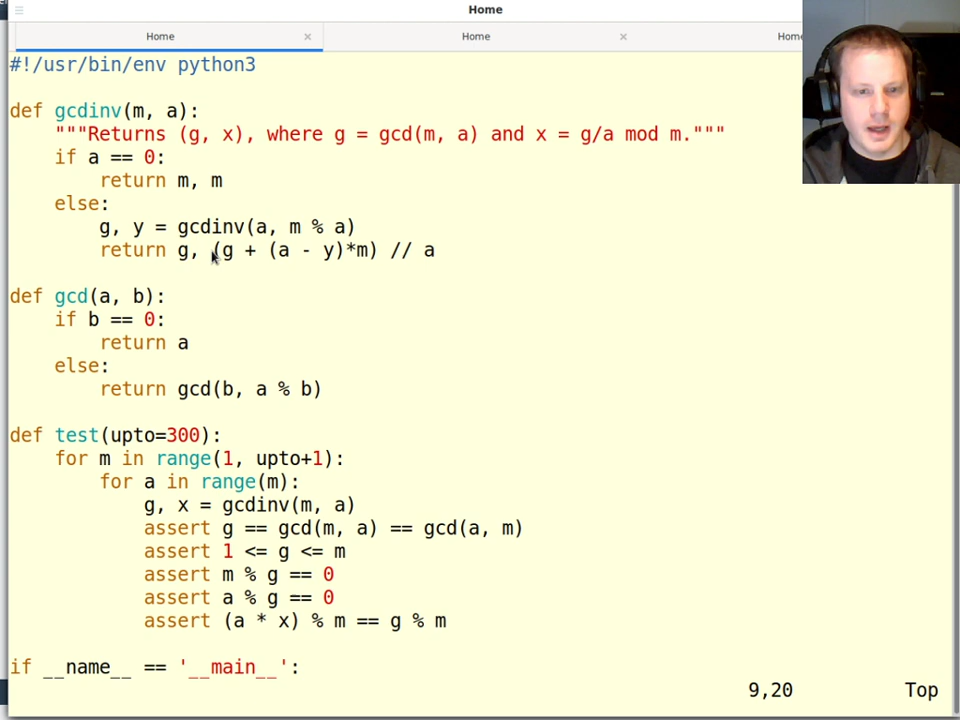 Home
Home × Home × Home
#!/usr/bin/env python3
def gcdinv(m, a):
    """Returns (g, x), where g = gcd(m, a) and x = g/a mod m."""
    if a == 0:
        return m, m
    else:
        g, y = gcdinv(a, m % a)
        return g, (g + (a - y)*m) // a
def gcd(a, b):
    if b == 0:
        return a
    else:
        return gcd(b, a % b)
def test(upto=300):
    for m in range(1, upto+1):
        for a in range(m):
            g, x = gcdinv(m, a)
            assert g == gcd(m, a) == gcd(a, m)
            assert 1 <= g <= m
            assert m % g == 0
            assert a % g == 0
            assert (a * x) % m == g % m
if __name__ == '__main__':
9,20 Top